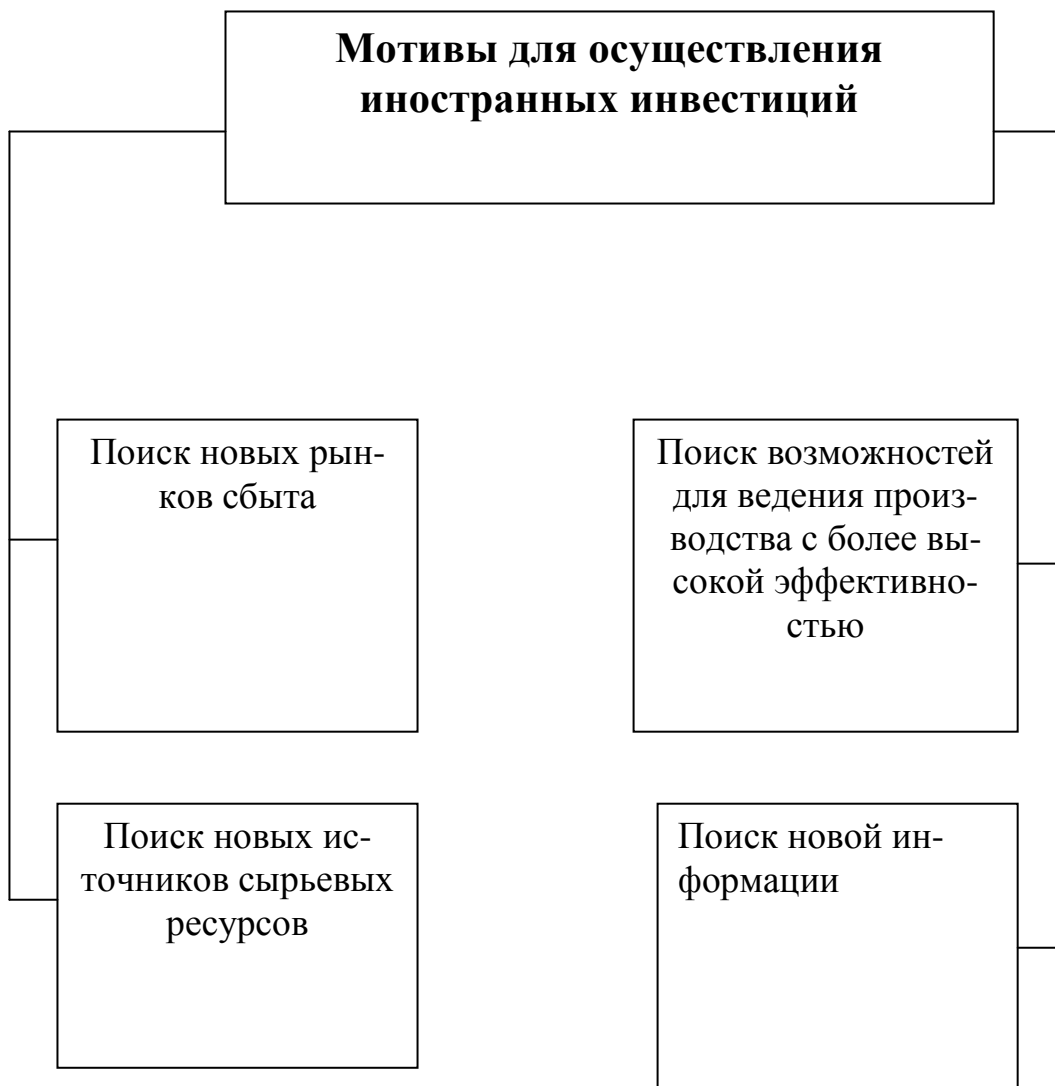 Мотивы для осуществления
иностранных инвестиций
Поиск новых рын-
ков сбыта
Поиск возможностей
для ведения произ-
водства с более вы-
сокой эффективно-
стью
Поиск новых ис-
точников сырьевых
ресурсов
Поиск новой ин-
формации